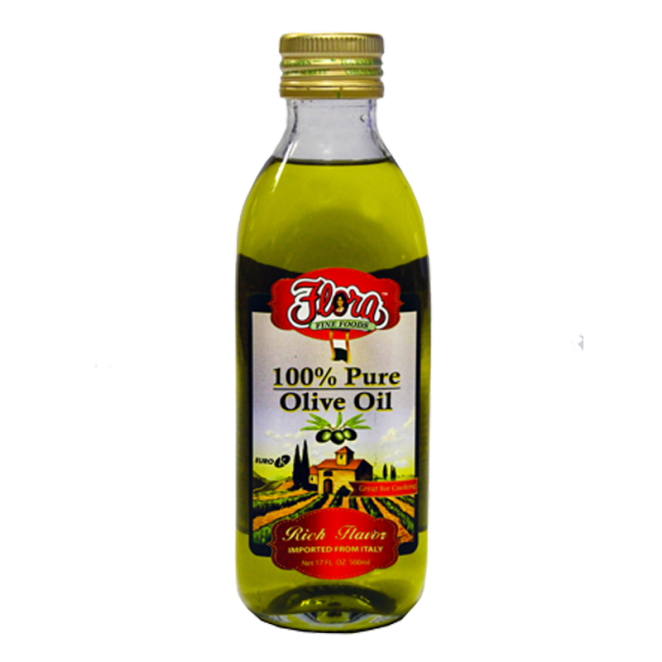 Flora
FINE FOODS
100% Pure
Olive Oil
EURO K
Great for Cooking
Rich Flavor
IMPORTED FROM ITALY
Net 17 FL. OZ. 500ml